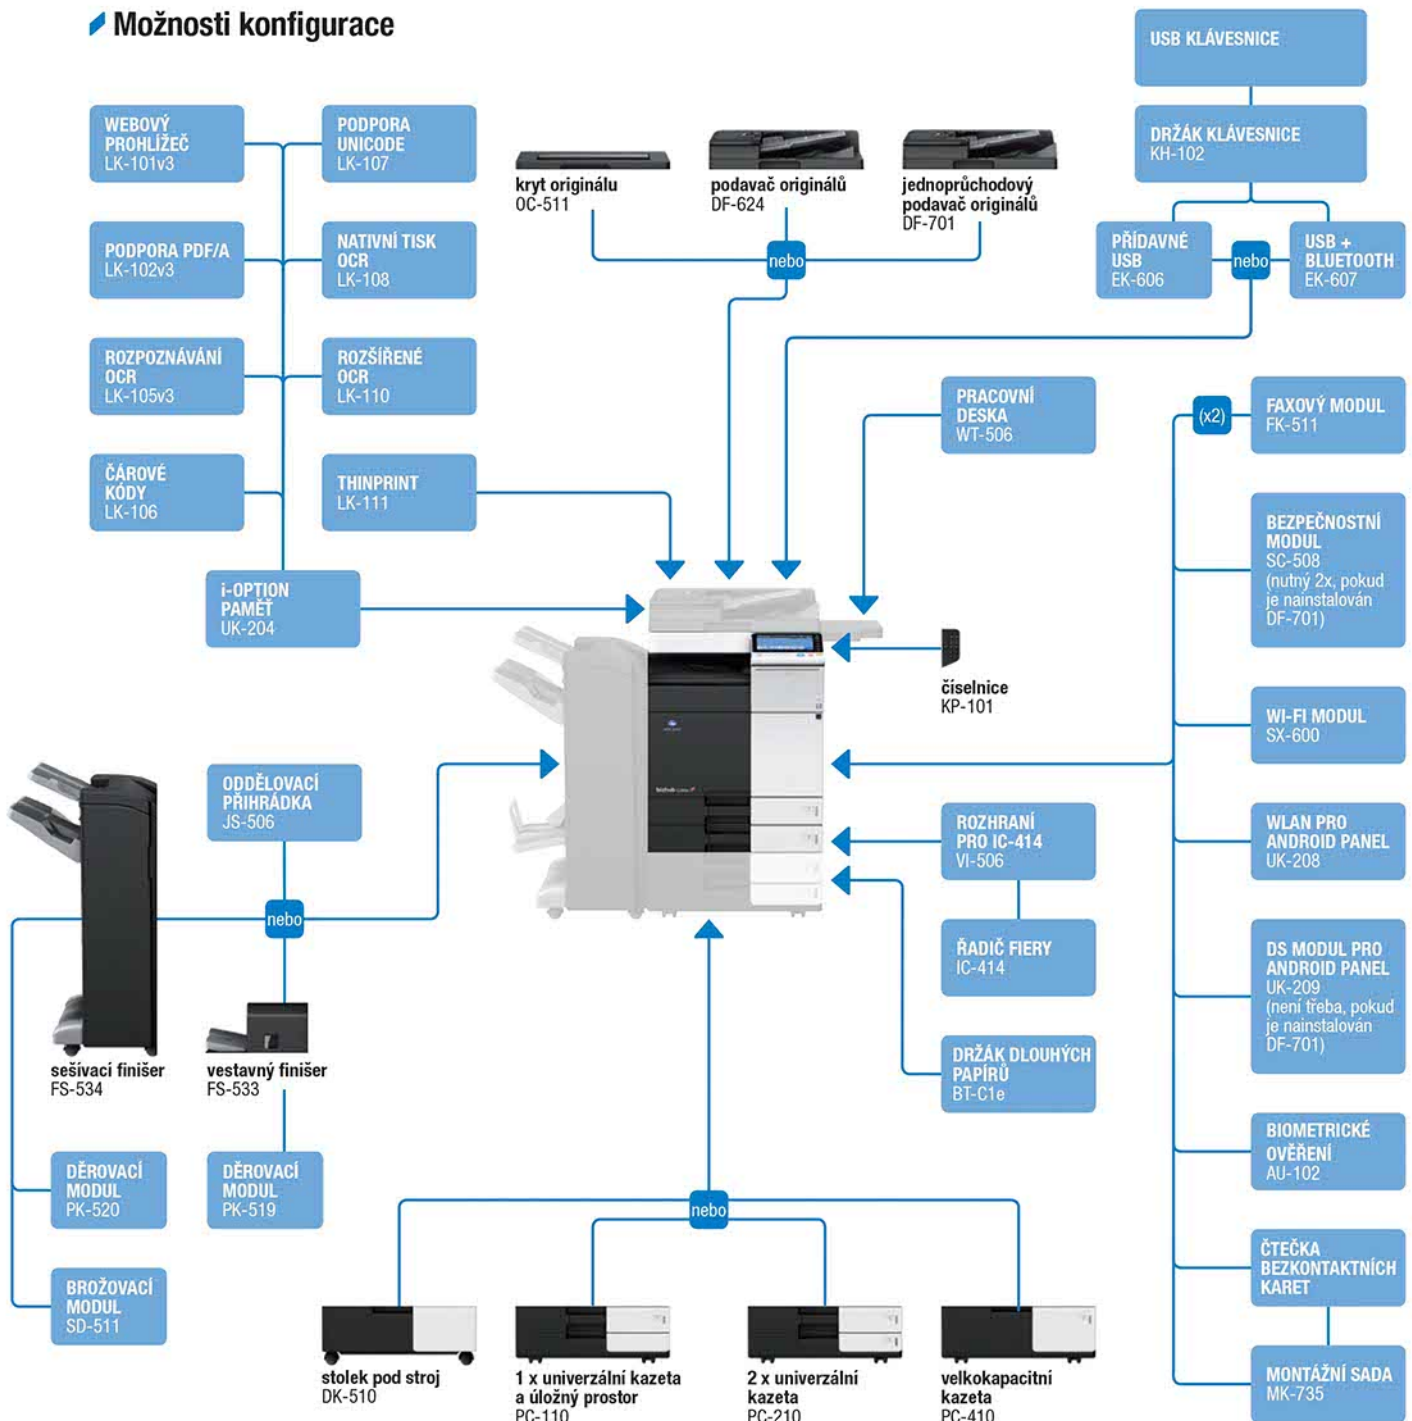 Možnosti konfigurace
USB KLÁVESNICE
DRŽÁK KLÁVESNICE
KH-102
PŘÍDAVNÉ
USB
EK-606
nebo
USB +
BLUETOOTH
EK-607
WEBOVÝ
PROHLÍŽEČ
LK-101v3
PODPORA
UNICODE
LK-107
PODPORA PDF/A
LK-102v3
NATIVNÍ TISK
OCR
LK-108
ROZPOZNÁVÁNÍ
OCR
LK-105v3
ROZŠÍŘENÉ
OCR
LK-110
ČÁROVÉ
KÓDY
LK-106
THINPRINT
LK-111
i-OPTION
PAMĚŤ
UK-204
kryt originálu
OC-511
podavač originálů
DF-624
jednoprůchodový
podavač originálů
DF-701
nebo
PRACOVNÍ
DESKA
WT-506
číselnice
KP-101
(x2)
FAXOVÝ MODUL
FK-511
BEZPEČNOSTNÍ
MODUL
SC-508
(nutný 2x, pokud
je nainstalován
DF-701)
WI-FI MODUL
SX-600
WLAN PRO
ANDROID PANEL
UK-208
DS MODUL PRO
ANDROID PANEL
UK-209
(není třeba, pokud
je nainstalován
DF-701)
BIOMETRICKÉ
OVĚŘENÍ
AU-102
ČTEČKA
BEZKONTAKTNÍCH
KARET
MONTÁŽNÍ SADA
MK-735
ROZHRANÍ
PRO IC-414
VI-506
ŘADIČ FIERY
IC-414
DRŽÁK DLOUHÝCH
PAPÍRŮ
BT-C1e
ODDĚLOVACÍ
PŘIHRÁDKA
JS-506
nebo
sešívací finišer
FS-534
vestavný finišer
FS-533
DĚROVACÍ
MODUL
PK-520
DĚROVACÍ
MODUL
PK-519
BROŽOVACÍ
MODUL
SD-511
bizhub
nebo
stolek pod stroj
DK-510
1 x univerzální kazeta
a úložný prostor
PC-110
2 x univerzální
kazeta
PC-210
velkokapacitní
kazeta
PC-410